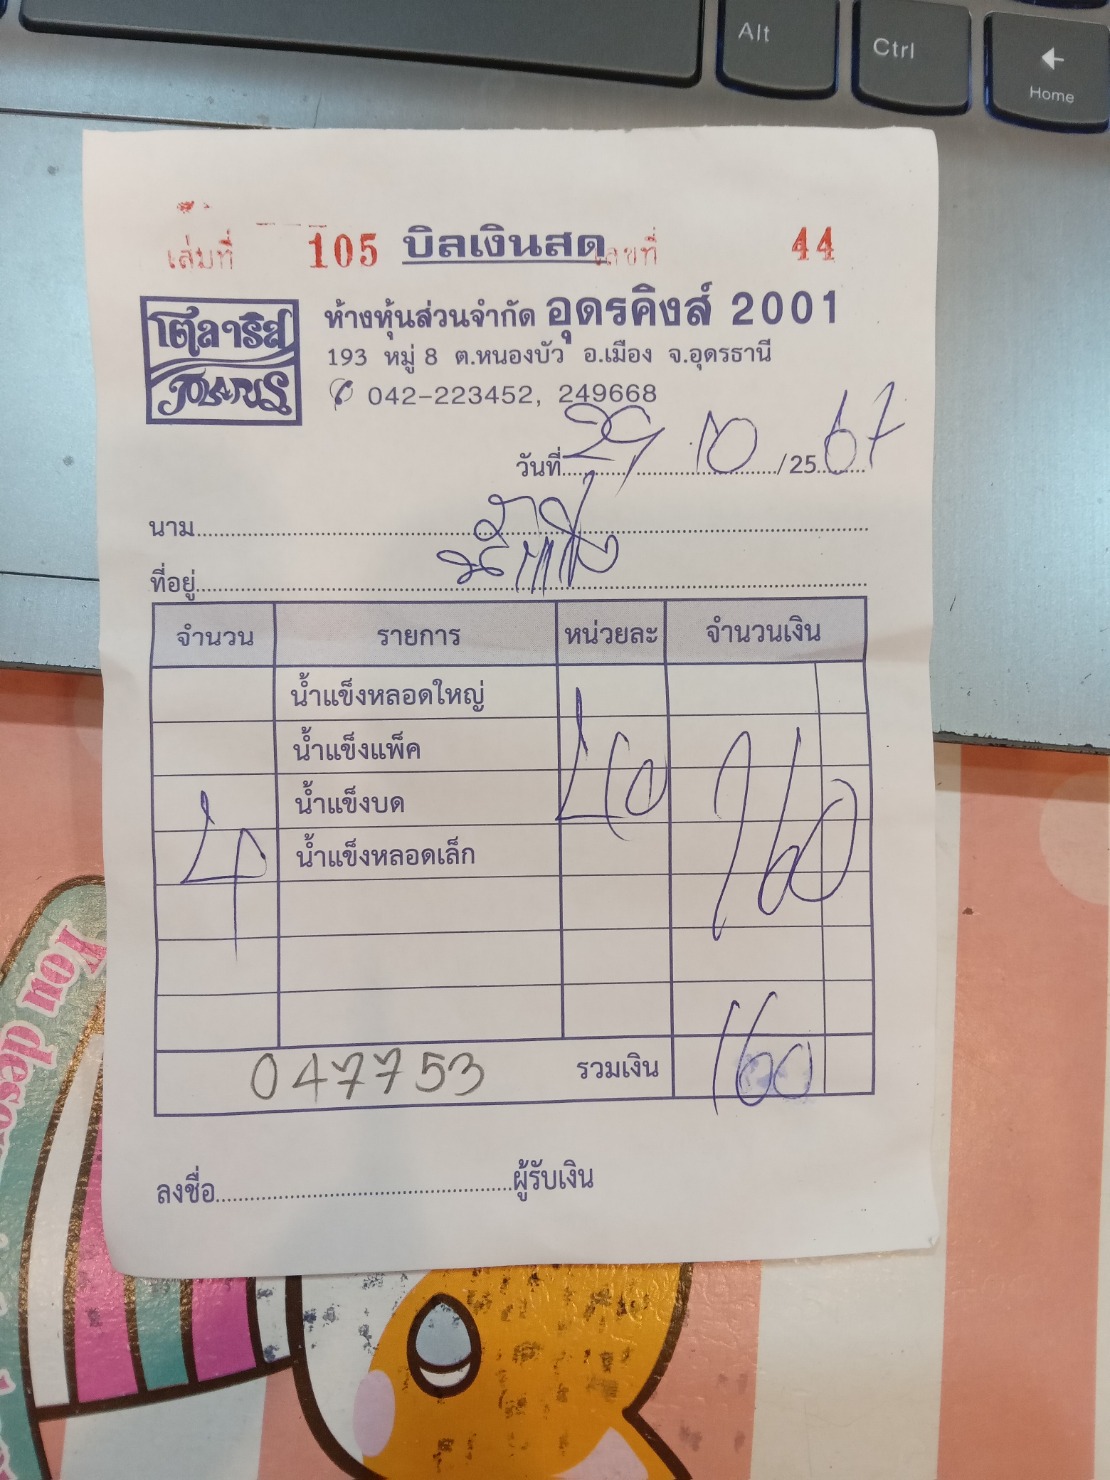 Alt Ctrl Home
เล่มที่ 105 บิลเงินสด เลขที่ 44
โตลาริส
POLARIS
ห้างหุ้นส่วนจำกัด อุดรคิงส์ 2001
193 หมู่ 8 ต.หนองบัว อ.เมือง จ.อุดรธานี
042-223452, 249668
วันที่ 29 10 /25 67
นาม
ที่อยู่
จำนวน รายการ หน่วยละ จำนวนเงิน
น้ำแข็งหลอดใหญ่
น้ำแข็งแพ็ค
4 น้ำแข็งบด 40 160
น้ำแข็งหลอดเล็ก
047753 รวมเงิน 160
ลงชื่อ ผู้รับเงิน
You